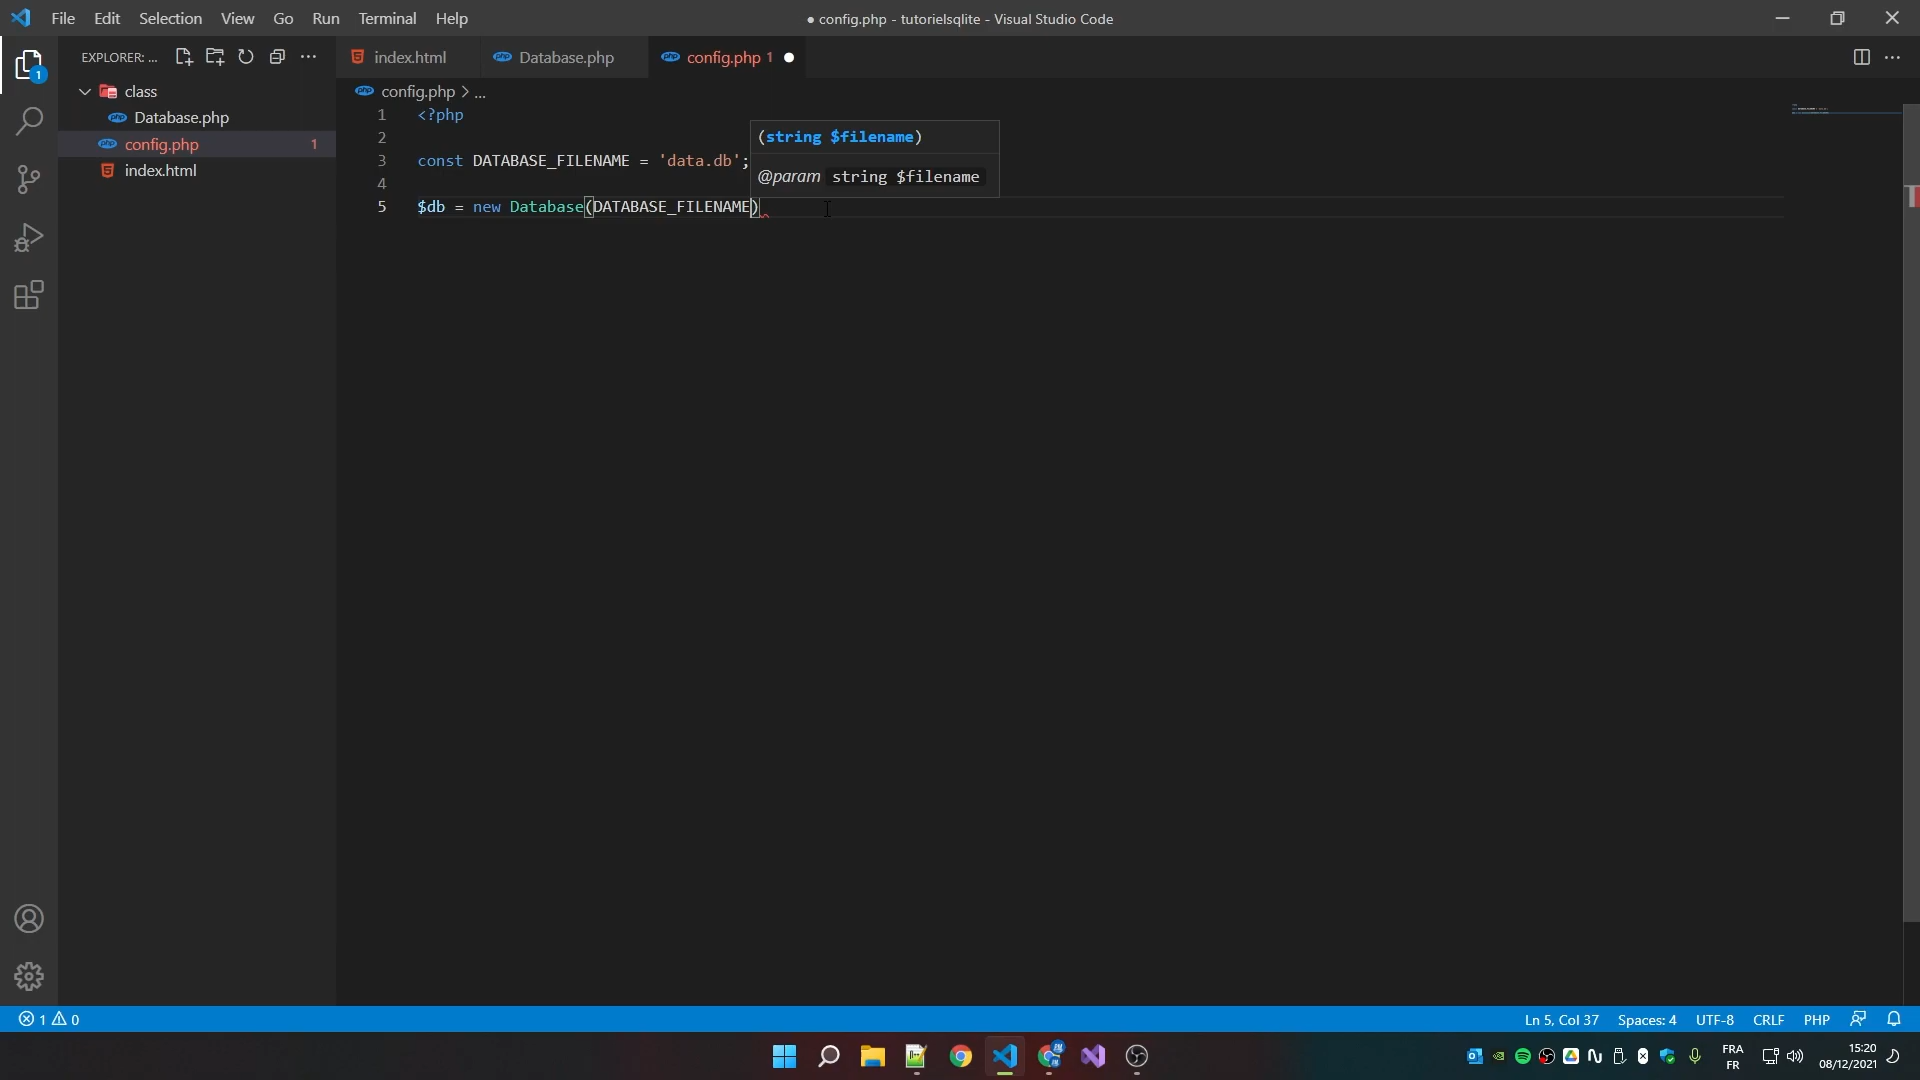 File Edit Selection View Go Run Terminal Help
● config.php - tutorielsqlite - Visual Studio Code
EXPLORER: ...
index.html
Database.php
config.php 1
class
Database.php
config.php 1
index.html
config.php > ...
1 <?php
2
3 const DATABASE_FILENAME = 'data.db';
4
5 $db = new Database(DATABASE_FILENAME)
(string $filename)
@param string $filename
1
1 0
Ln 5, Col 37 Spaces: 4 UTF-8 CRLF PHP
FRA
FR
15:20
08/12/2021